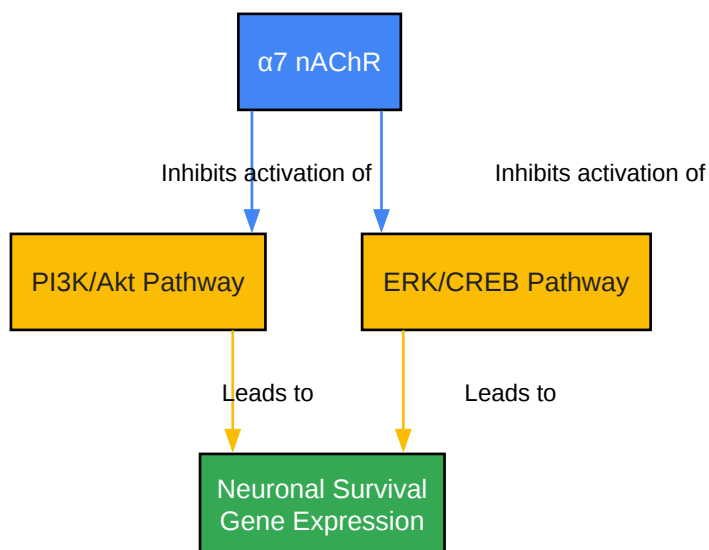 α7 nAChR
Inhibits activation of
Inhibits activation of
PI3K/Akt Pathway
ERK/CREB Pathway
Leads to
Leads to
Neuronal Survival
Gene Expression